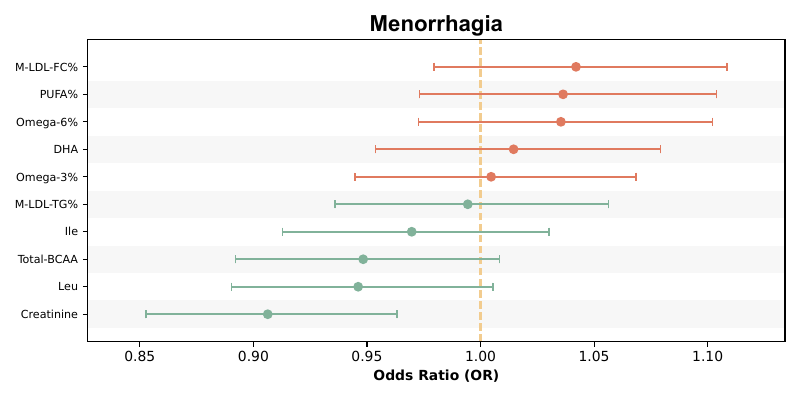 Menorrhagia
M-LDL-FC%
PUFA%
Omega-6%
DHA
Omega-3%
M-LDL-TG%
Ile
Total-BCAA
Leu
Creatinine
0.85 0.90 0.95 1.00 1.05 1.10
Odds Ratio (OR)